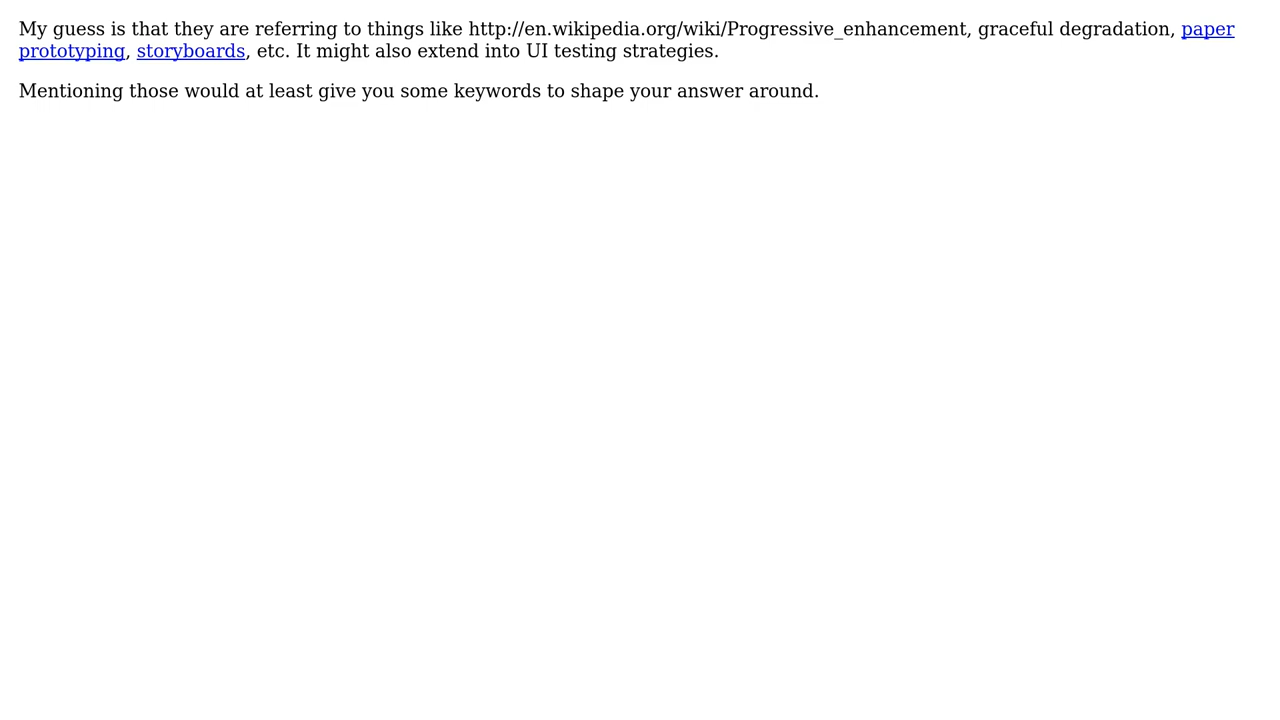 My guess is that they are referring to things like http://en.wikipedia.org/wiki/Progressive_enhancement, graceful degradation, paper
prototyping, storyboards, etc. It might also extend into UI testing strategies.
Mentioning those would at least give you some keywords to shape your answer around.